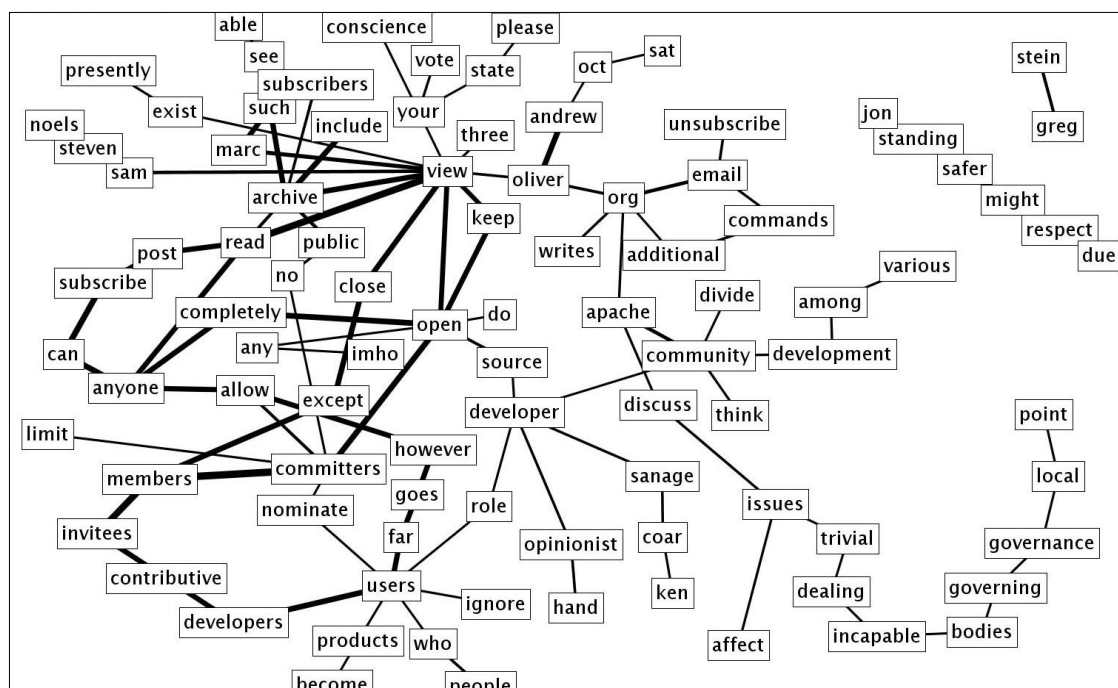 able
conscience
please
see
vote
state
sat
stein
presently
subscribers
oct
exist
such
your
andrew
jon
noels
include
unsubscribe
greg
steven
marc
three
standing
sam
view
oliver
email
safer
archive
org
might
keep
commands
post
read
public
writes
additional
respect
subscribe
no
close
due
various
completely
open
do
apache
divide
among
can
any
imho
source
community
development
anyone
allow
except
developer
discuss
think
limit
however
point
members
committers
goes
sanage
local
nominate
role
issues
invitees
far
opinionist
coar
trivial
governance
contributive
users
ken
dealing
governing
developers
ignore
hand
products
who
affect
incapable
bodies
become
people